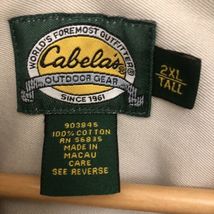 WORLD'S FOREMOST OUTFITTER®
Cabela's
OUTDOOR GEAR
SINCE 1961
2XL
TALL
903845
100% COTTON
RN 56835
MADE IN
MACAU
CARE
SEE REVERSE